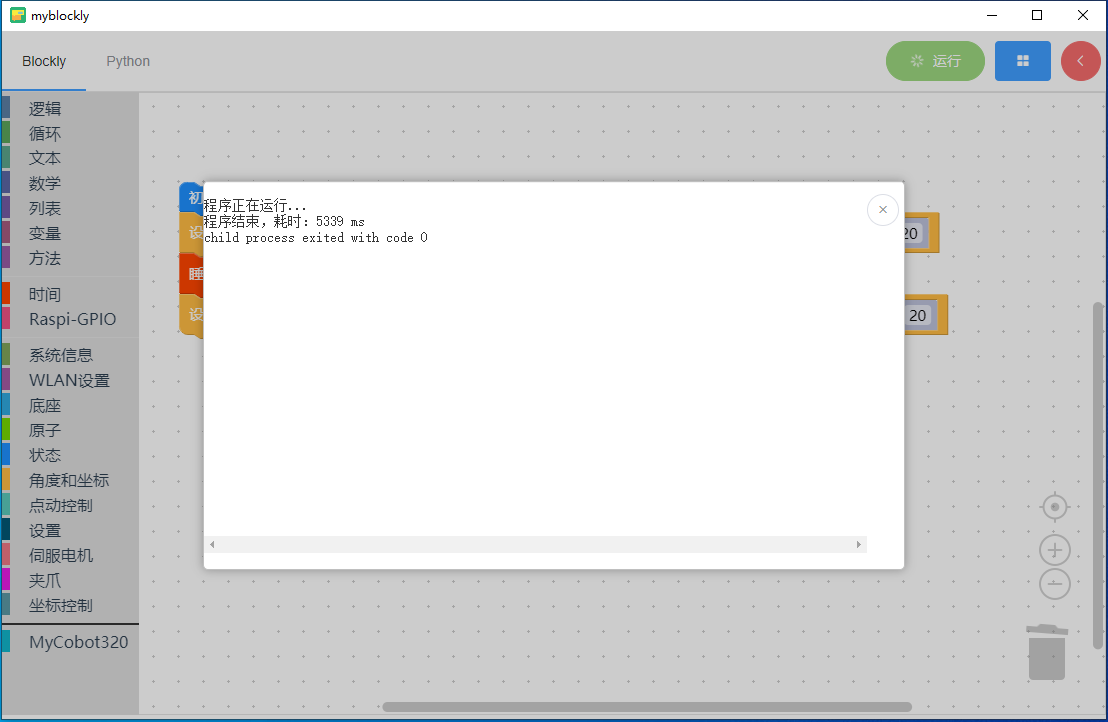 myblockly
Blockly
Python
运行
逻辑
循环
文本
数学
列表
变量
方法
时间
Raspi-GPIO
系统信息
WLAN设置
底座
原子
状态
角度和坐标
点动控制
设置
伺服电机
夹爪
坐标控制
MyCobot320
初
设
睡
设
20
20
程序正在运行...
程序结束，耗时：5339 ms
child process exited with code 0